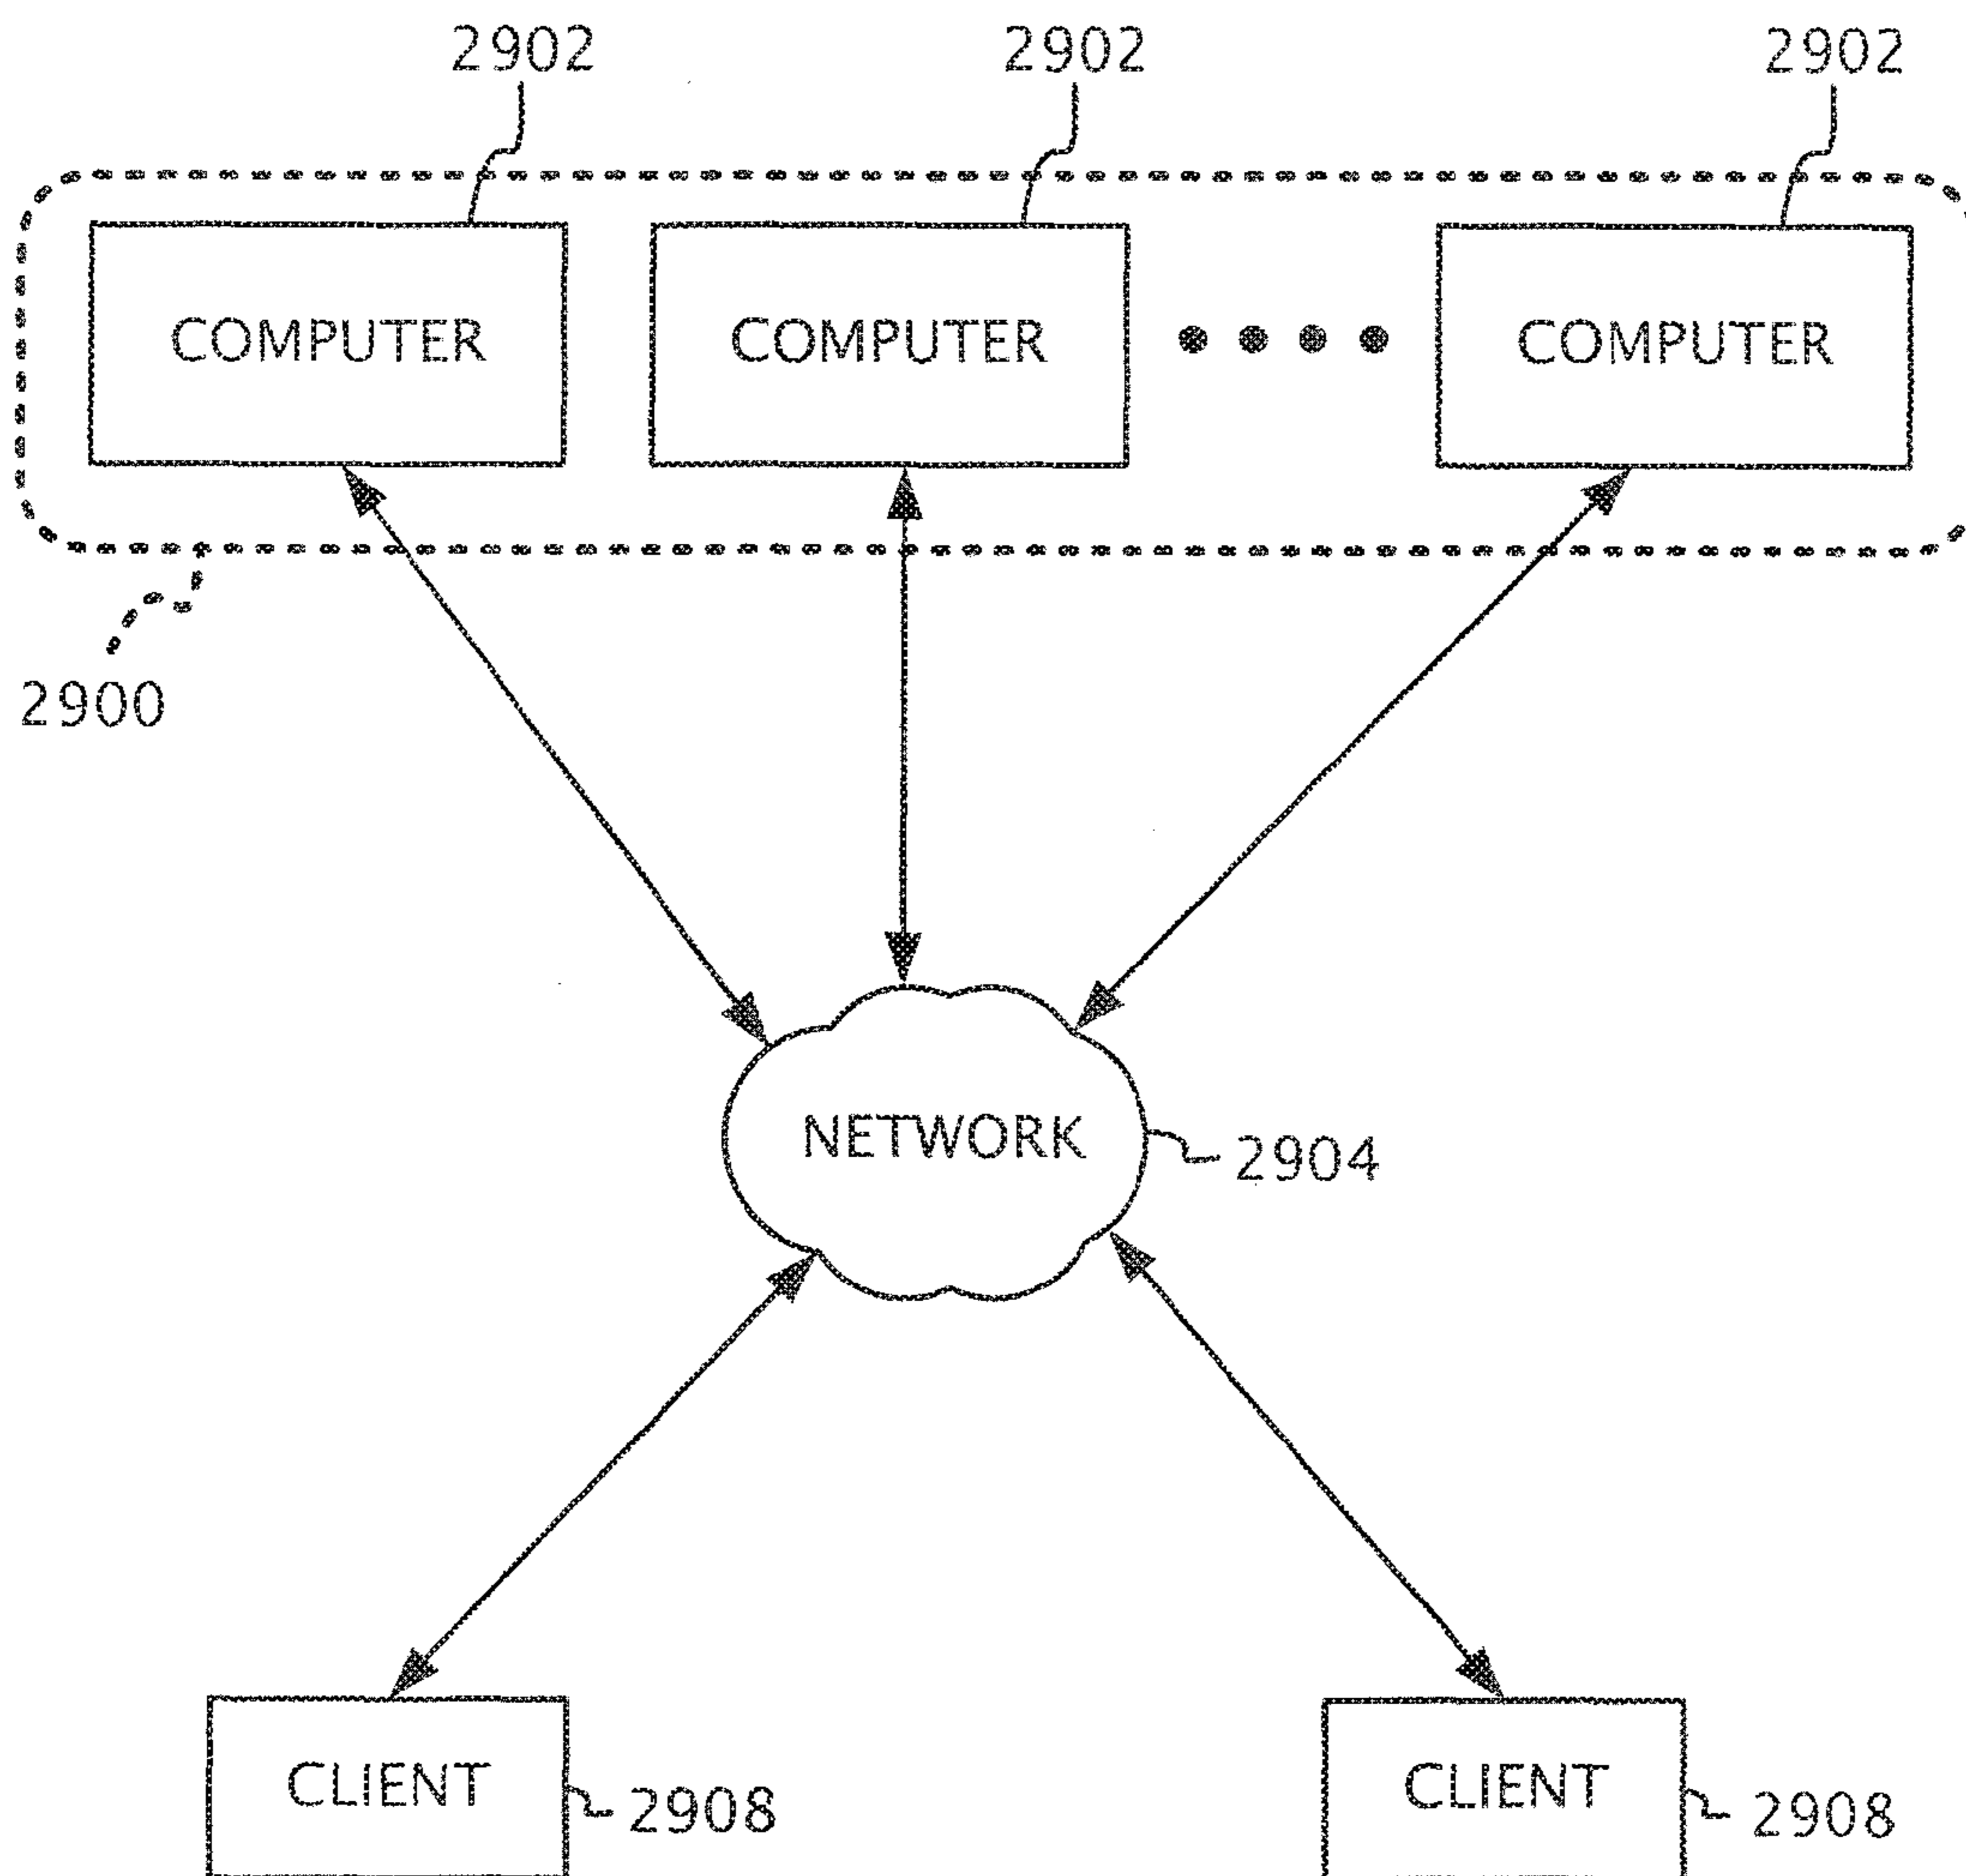 2902 2902 2902
COMPUTER COMPUTER COMPUTER
2900
NETWORK 2904
CLIENT 2908 CLIENT 2908